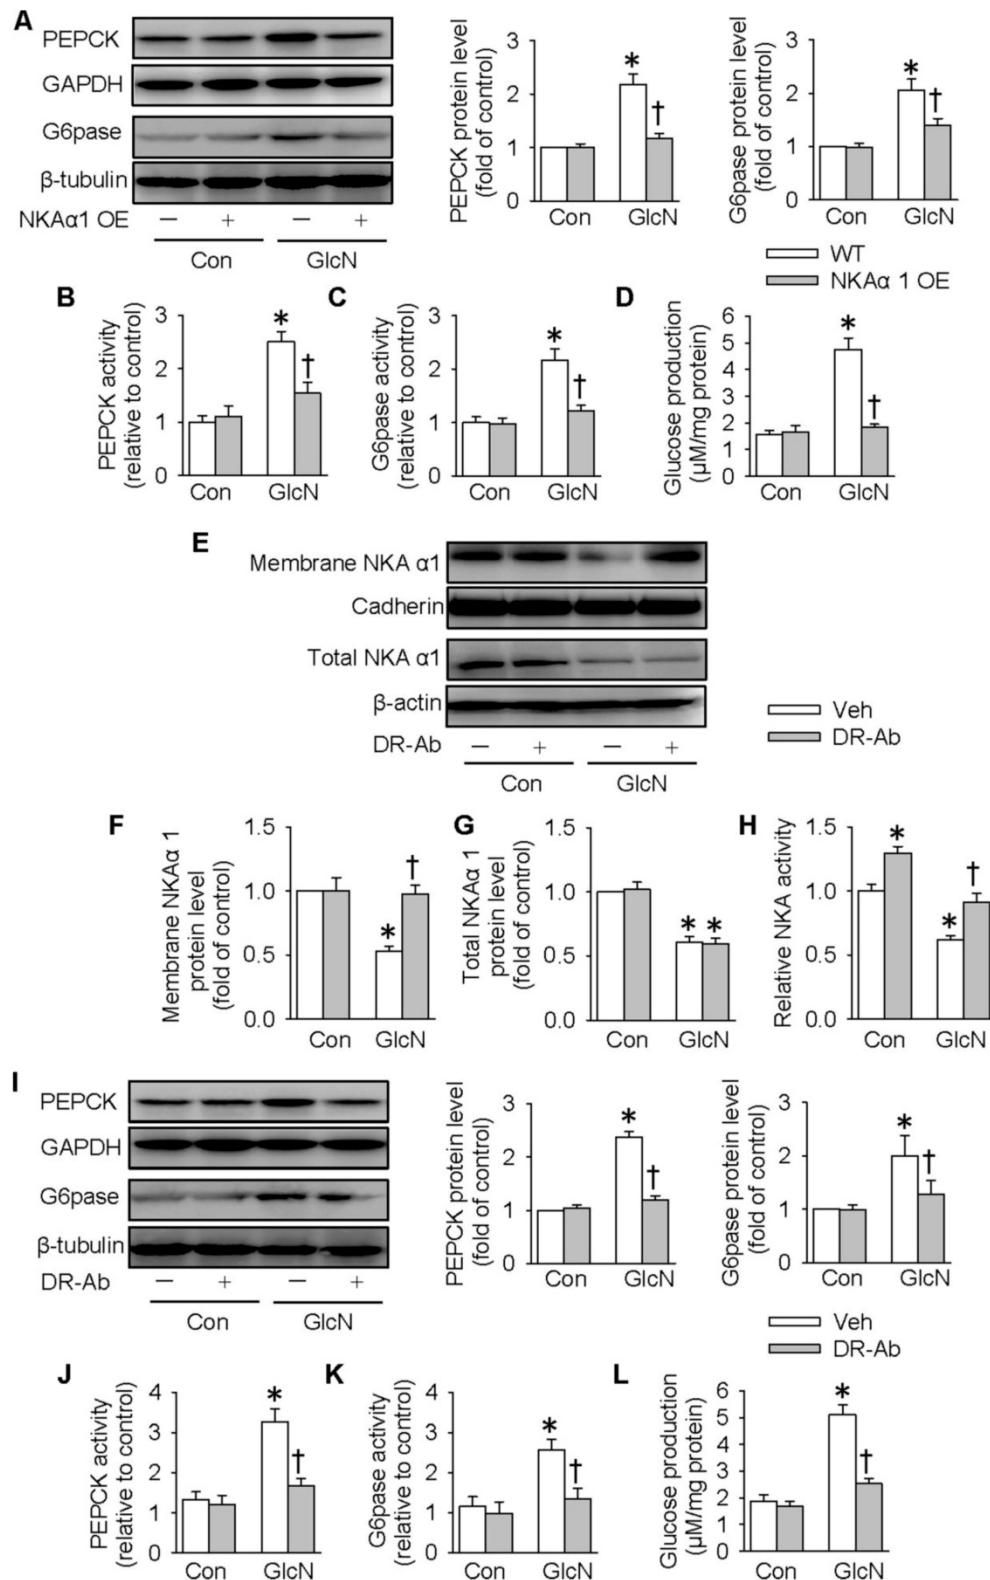 A
PEPCK
GAPDH
G6pase
β-tubulin
NKAα1 OE
— + — +
Con GlcN
PEPCK protein level
(fold of control)
3
2
1
0
*
†
Con GlcN
G6pase protein level
(fold of control)
3
2
1
0
*
†
Con GlcN
WT
NKAα 1 OE
B
PEPCK activity
(relative to control)
3
2
1
0
*
†
Con GlcN
C
G6pase activity
(relative to control)
3
2
1
0
*
†
Con GlcN
D
Glucose production
(µM/mg protein)
6
5
4
3
2
1
0
*
†
Con GlcN
E
Membrane NKA α1
Cadherin
Total NKA α1
β-actin
DR-Ab
— + — +
Con GlcN
Veh
DR-Ab
F
Membrane NKAα 1
protein level
(fold of control)
1.5
1.0
0.5
0.0
*
†
Con GlcN
G
Total NKAα 1
protein level
(fold of control)
1.5
1.0
0.5
0.0
* *
Con GlcN
H
Relative NKA activity
1.5
1.0
0.5
0.0
*
*
†
Con GlcN
I
PEPCK
GAPDH
G6pase
β-tubulin
DR-Ab
— + — +
Con GlcN
PEPCK protein level
(fold of control)
3
2
1
0
*
†
Con GlcN
G6pase protein level
(fold of control)
3
2
1
0
*
†
Con GlcN
Veh
DR-Ab
J
PEPCK activity
(relative to control)
4
3
2
1
0
*
†
Con GlcN
K
G6pase activity
(relative to control)
4
3
2
1
0
*
†
Con GlcN
L
Glucose production
(µM/mg protein)
6
5
4
3
2
1
0
*
†
Con GlcN